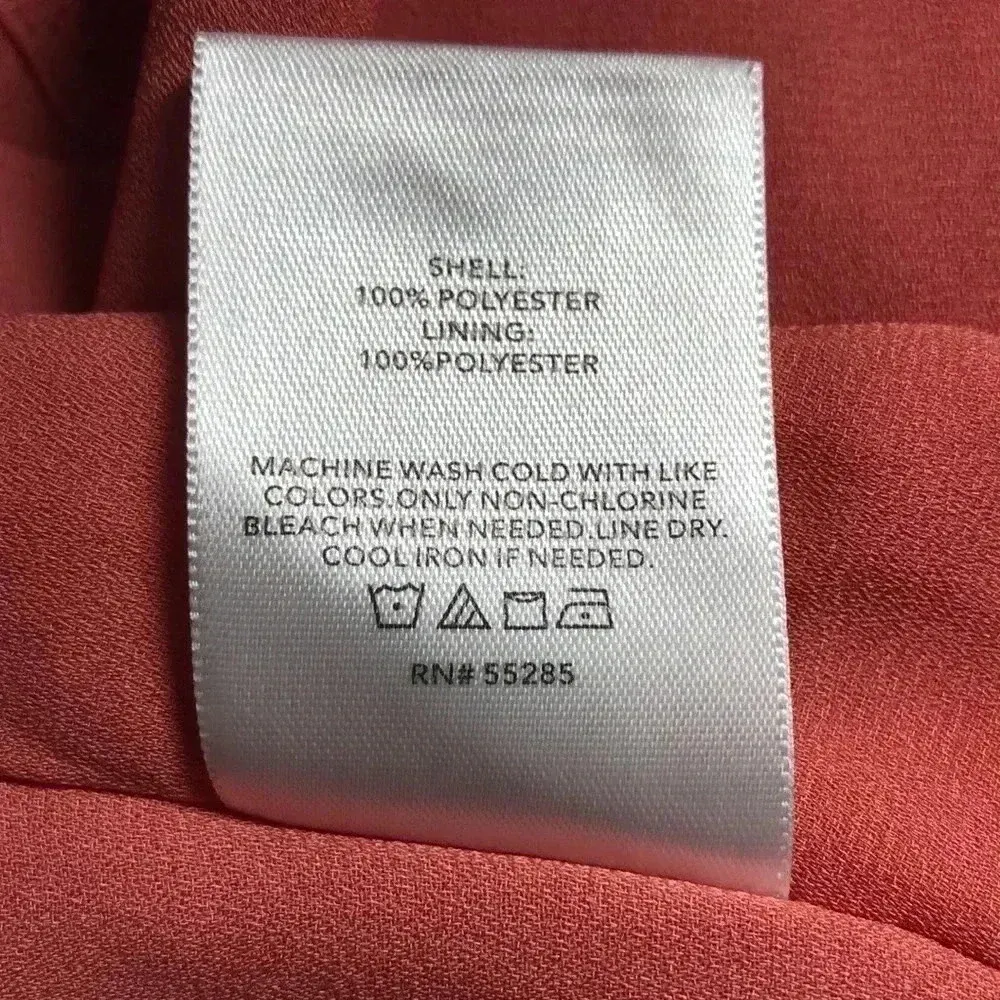 SHELL:
100% POLYESTER
LINING:
100%POLYESTER
MACHINE WASH COLD WITH LIKE
COLORS.ONLY NON-CHLORINE
BLEACH WHEN NEEDED.LINE DRY.
COOL IRON IF NEEDED.
RN# 55285